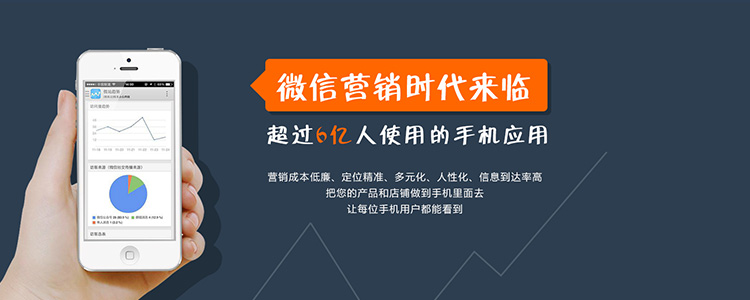 微信营销时代来临
超过6亿人使用的手机应用
营销成本低廉、定位精准、多元化、人性化、信息到达率高
把您的产品和店铺做到手机里面去
让每位手机用户都能看到